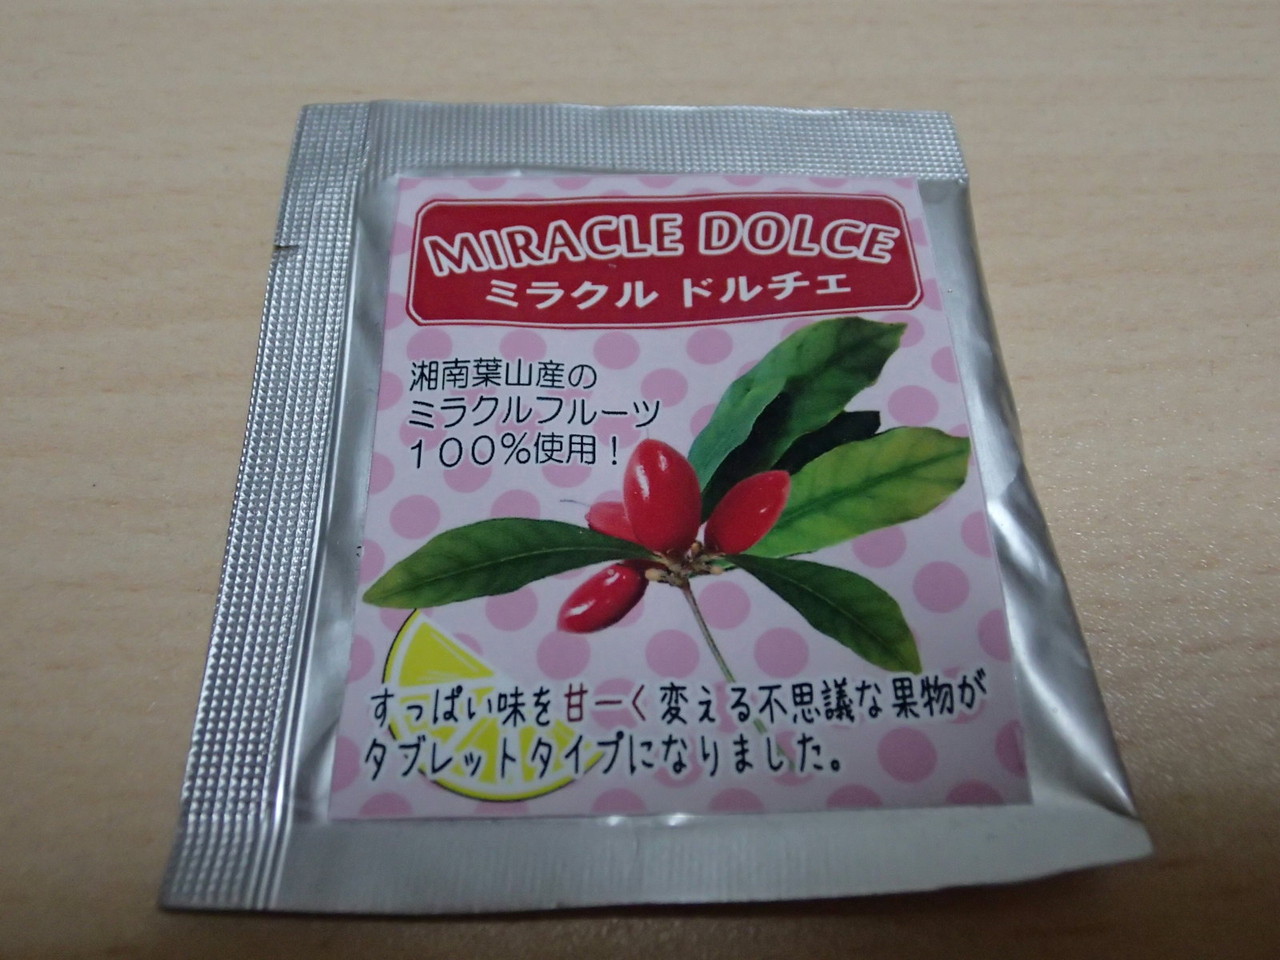 MIRACLE DOLCE
ミラクル ドルチェ
湘南葉山産の
ミラクルフルーツ
１００％使用！
すっぱい味を甘ーく変える不思議な果物が
タブレットタイプになりました。